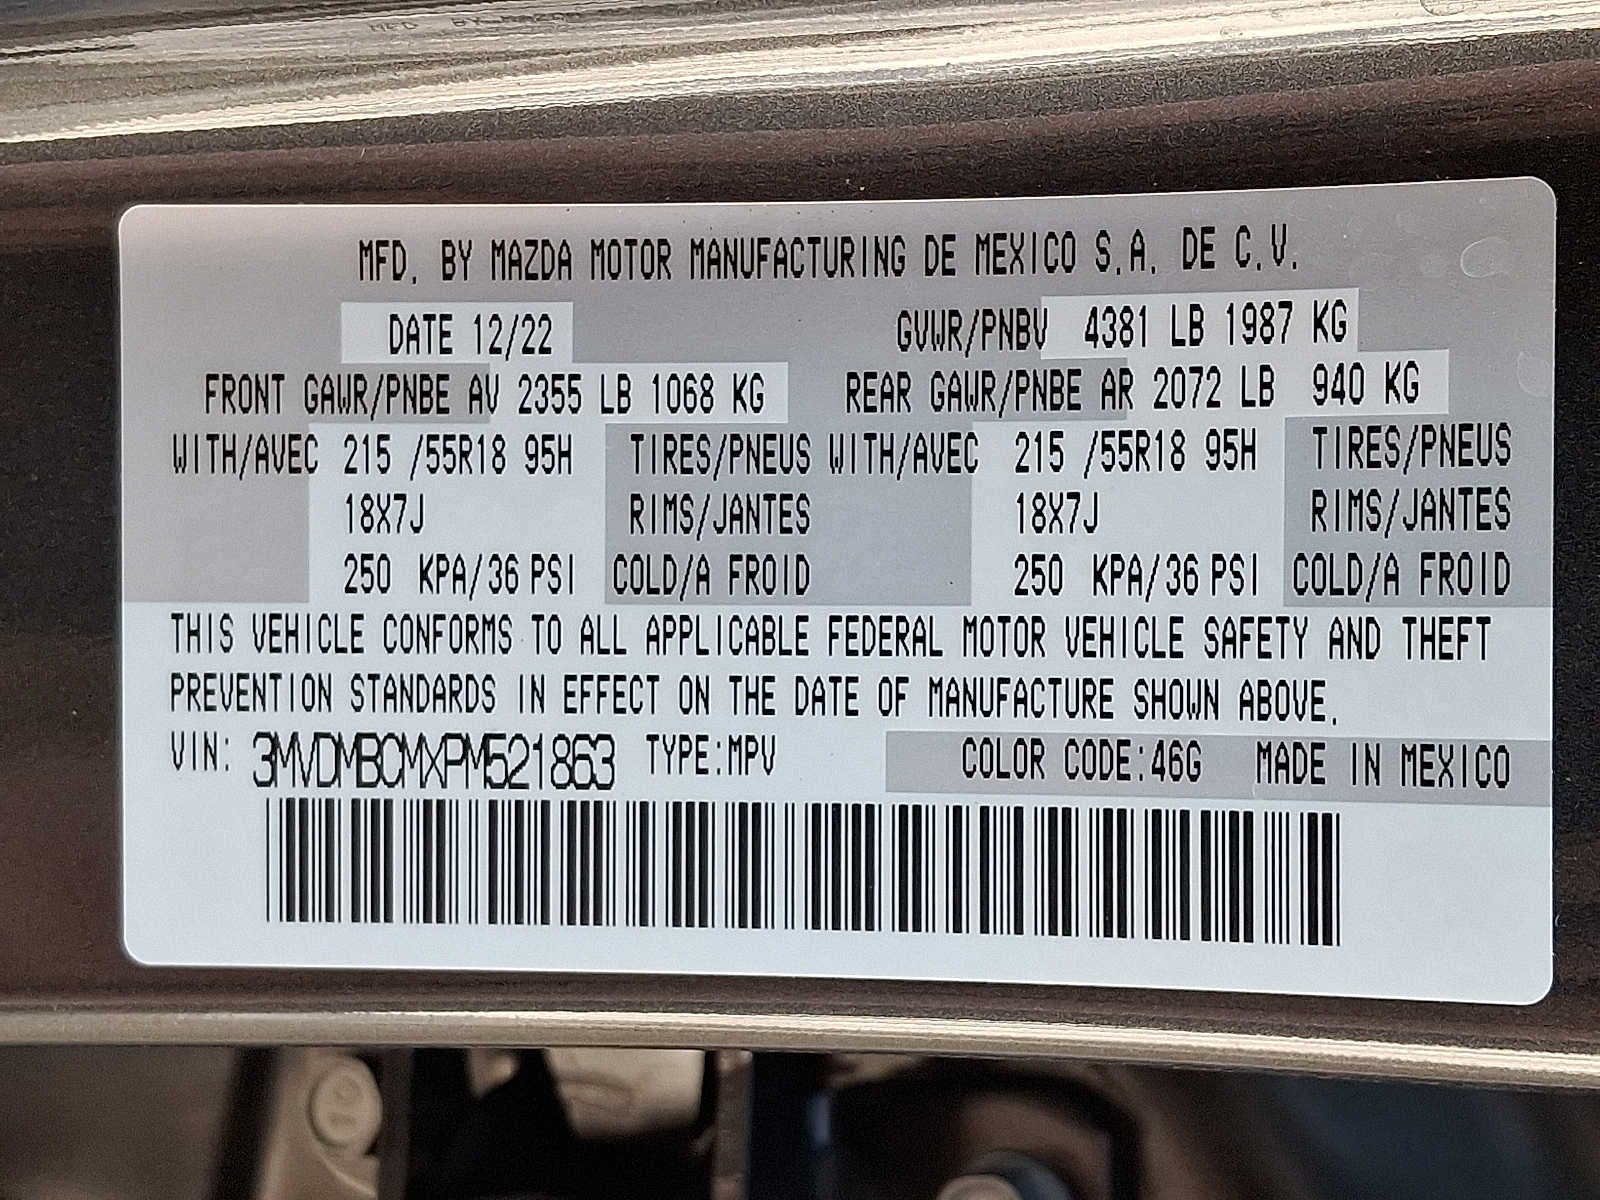 MFD. BY MAZDA MOTOR MANUFACTURING DE MEXICO S.A. DE C.V.
DATE 12/22 GVWR/PNBV 4381 LB 1987 KG
FRONT GAWR/PNBE AV 2355 LB 1068 KG REAR GAWR/PNBE AR 2072 LB 940 KG
WITH/AVEC 215 /55R18 95H TIRES/PNEUS WITH/AVEC 215 /55R18 95H TIRES/PNEUS
18X7J RIMS/JANTES 18X7J RIMS/JANTES
250 KPA/36 PSI COLD/A FROID 250 KPA/36 PSI COLD/A FROID
THIS VEHICLE CONFORMS TO ALL APPLICABLE FEDERAL MOTOR VEHICLE SAFETY AND THEFT
PREVENTION STANDARDS IN EFFECT ON THE DATE OF MANUFACTURE SHOWN ABOVE.
VIN: 3MVDMBCMXPM521863 TYPE:MPV COLOR CODE:46G MADE IN MEXICO